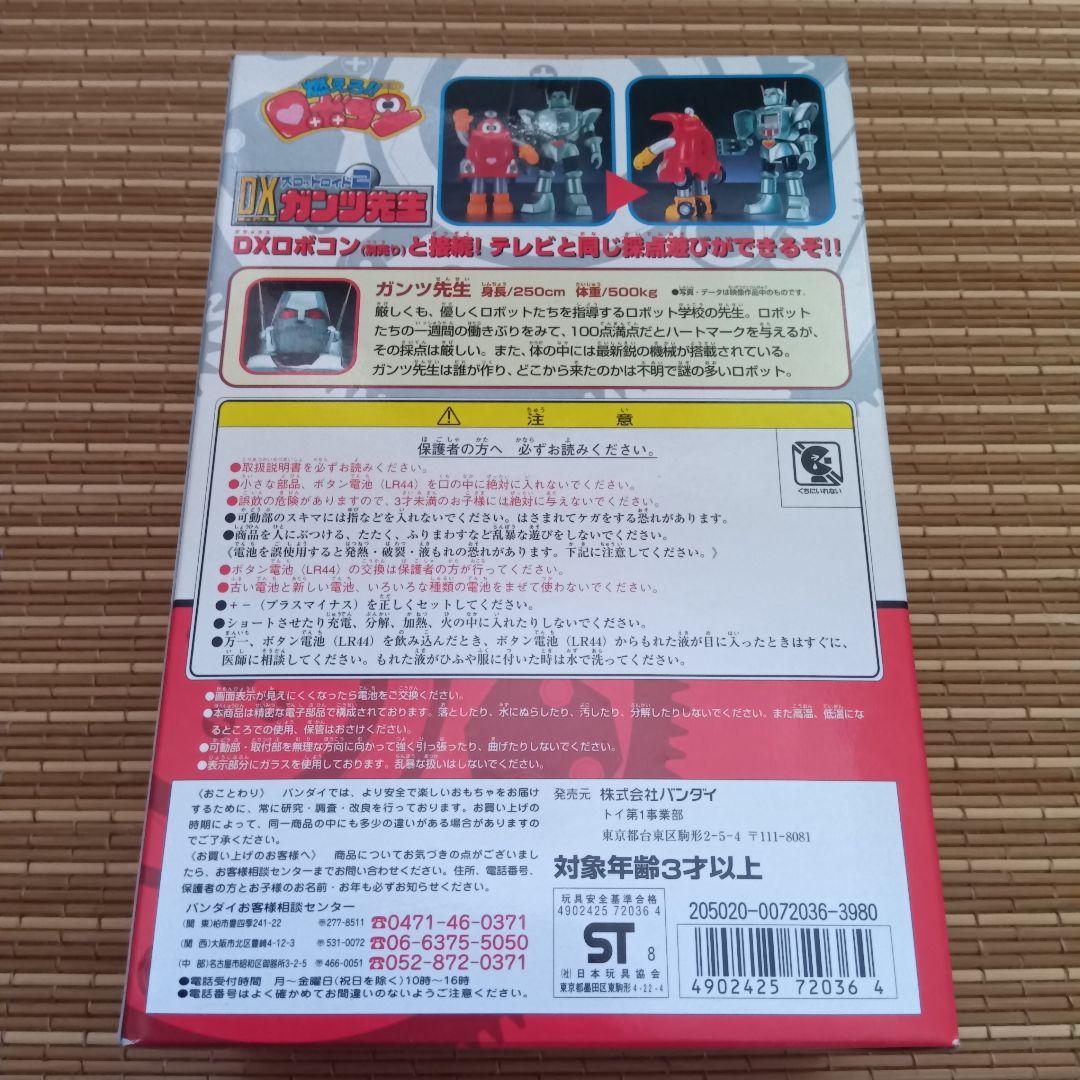 燃えろ!!
ロボコン
DX
スロットロイド2
ガンツ先生
DXロボコン(別売り)と接続! テレビと同じ採点遊びができるぞ!!
ガンツ先生 身長/250cm 体重/500kg ●写真・データは映像作品中のものです。
厳しくも、優しくロボットたちを指導するロボット学校の先生。ロボット
たちの一週間の働きぶりをみて、100点満点だとハートマークを与えるが、
その採点は厳しい。また、体の中には最新鋭の機械が搭載されている。
ガンツ先生は誰が作り、どこから来たのかは不明で謎の多いロボット。
注意
保護者の方へ 必ずお読みください。
くちにいれない
●取扱説明書を必ずお読みください。
●小さな部品、ボタン電池(LR44)を口の中に絶対に入れないでください。
●誤飲の危険がありますので、3才未満のお子様には絶対に与えないでください。
●可動部のスキマには指などを入れないでください。はさまれてケガをする恐れがあります。
●商品を人にぶつける、たたく、ふりまわすなど乱暴な遊びをしないでください。
《電池を誤使用すると発熱・破裂・液もれの恐れがあります。下記に注意してください。》
●ボタン電池(LR44)の交換は保護者の方が行ってください。
●古い電池と新しい電池、いろいろな種類の電池をまぜて使わないでください。
●+-(プラスマイナス)を正しくセットしてください。
●ショートさせたり充電、分解、加熱、火の中に入れたりしないでください。
●万一、ボタン電池(LR44)を飲み込んだとき、ボタン電池(LR44)からもれた液が目に入ったときはすぐに、
医師に相談してください。もれた液がひふや服に付いた時は水で洗ってください。
●画面表示が見えにくくなったら電池をご交換ください。
●本商品は精密な電子部品で構成されております。落としたり、水にぬらしたり、汚したり、分解したりしないでください。また高温、低温にな
るところでの使用、保管はおさけください。
●可動部・取付部を無理な方向に向かって強く引っ張ったり、曲げたりしないでください。
●表示部分にガラスを使用しております。乱暴な扱いはしないでください。
〈おことわり〉 バンダイでは、より安全で楽しいおもちゃをお届け
するために、常に研究・調査・改良を行っております。お買い上げの
時期によって、同一商品の中にも多少の違いがある場合がありますの
でご了承ください。
〈お買い上げのお客様へ〉 商品についてお気づきの点がございまし
たら、お客様相談センターまでお問い合わせください。住所、電話番号、
保護者の方とお子様のお名前・お年も必ずお知らせください。
バンダイお客様相談センター
(関 東)柏市豊四季241-22 〒277-8511 ☎0471-46-0371
(関 西)大阪市北区豊崎4-12-3 〒531-0072 ☎06-6375-5050
(中 部)名古屋市昭和区御器所3-2-5 〒466-0051 ☎052-872-0371
●電話受付時間 月~金曜日(祝日を除く)10時~16時
●電話番号はよく確かめてお間違いのないようご注意ください。
発売元 株式会社バンダイ
トイ第1事業部
東京都台東区駒形2-5-4 〒111-8081
対象年齢3才以上
玩具安全基準合格
4902425 72036 4
ST 8
(社)日本玩具協会
東京都墨田区東駒形4-22-4
205020-0072036-3980
4902425 720364